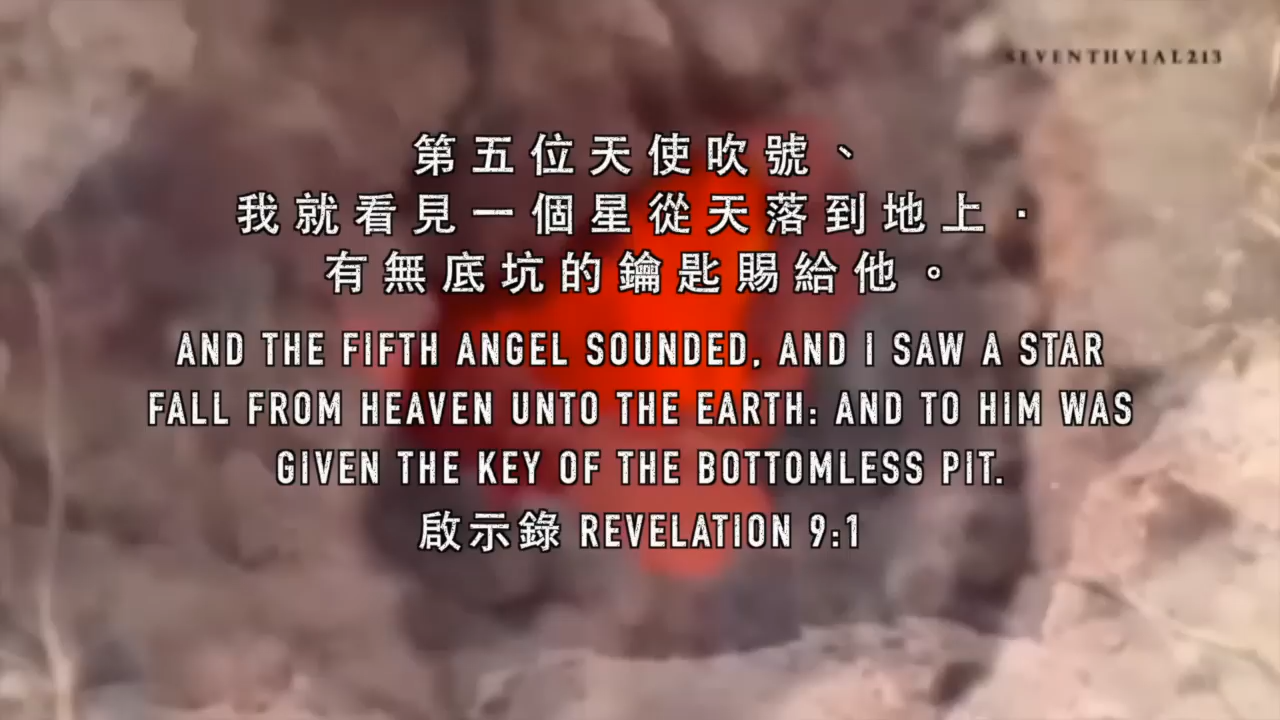 SEVENTHVIAL213
第五位天使吹號、
我就看見一個星從天落到地上．
有無底坑的鑰匙賜給他。
AND THE FIFTH ANGEL SOUNDED, AND I SAW A STAR
FALL FROM HEAVEN UNTO THE EARTH: AND TO HIM WAS
GIVEN THE KEY OF THE BOTTOMLESS PIT.
啟示錄 REVELATION 9:1